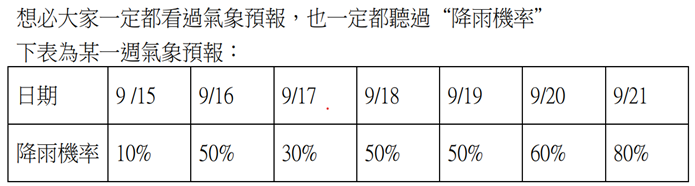 想必大家一定都看過氣象預報，也一定都聽過“降雨機率”
下表為某一週氣象預報：
日期 9 /15 9/16 9/17 9/18 9/19 9/20 9/21
降雨機率 10% 50% 30% 50% 50% 60% 80%